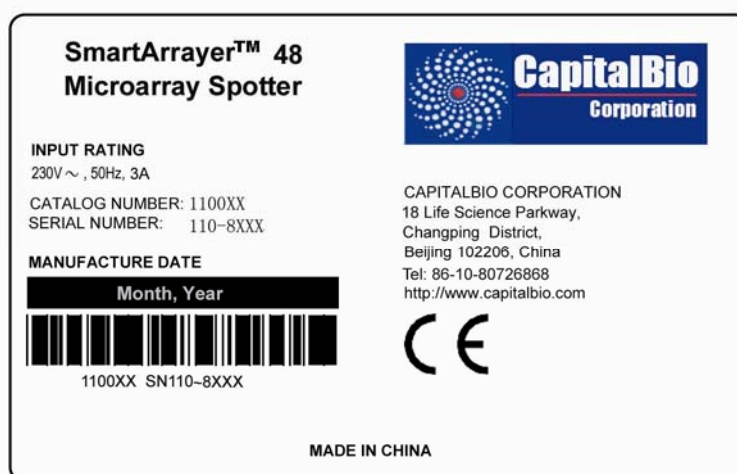 SmartArrayer™ 48
Microarray Spotter
INPUT RATING
230V ~ , 50Hz, 3A
CATALOG NUMBER: 1100XX
SERIAL NUMBER: 110-8XXX
MANUFACTURE DATE
Month, Year
1100XX SN110-8XXX
CapitalBio
Corporation
CAPITALBIO CORPORATION
18 Life Science Parkway,
Changping District,
Beijing 102206, China
Tel: 86-10-80726868
http://www.capitalbio.com
CE
MADE IN CHINA